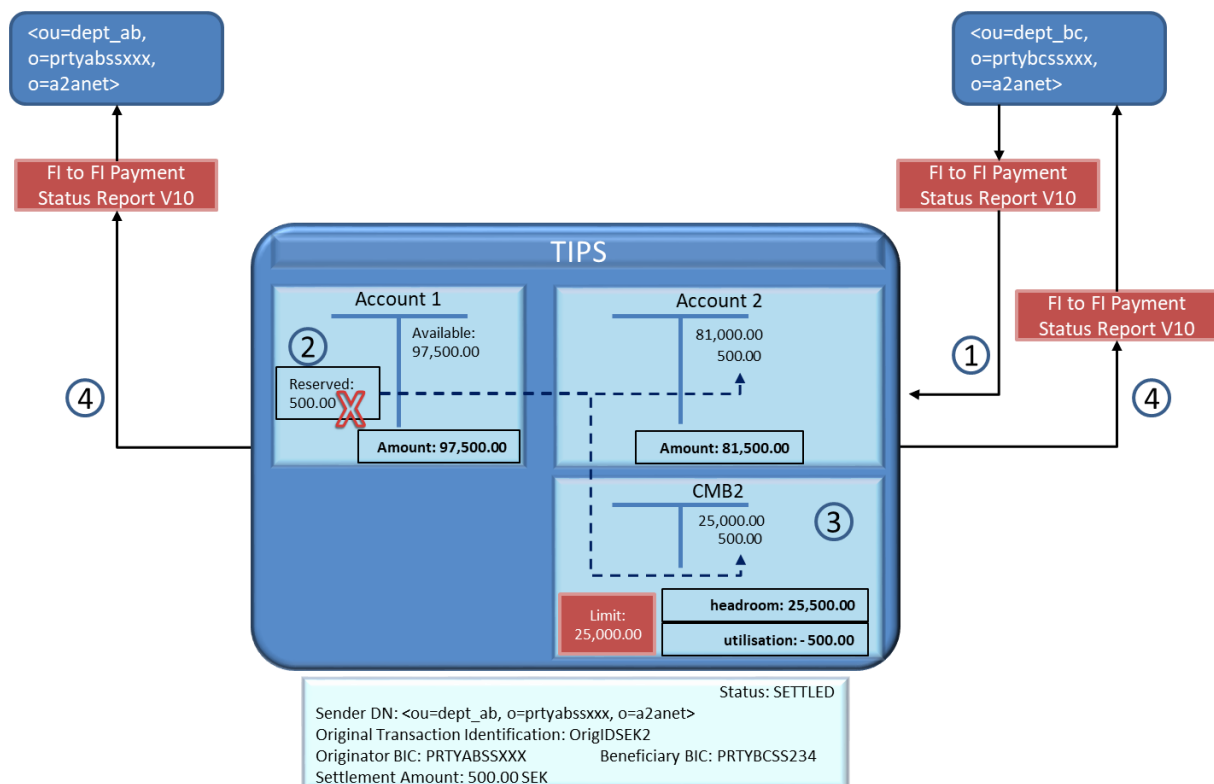 <ou=dept_ab,
o=prtyabssxxx,
o=a2anet>
<ou=dept_bc,
o=prtybcssxxx,
o=a2anet>
FI to FI Payment
Status Report V10
FI to FI Payment
Status Report V10
TIPS
FI to FI Payment
Status Report V10
Account 1
Available:
97,500.00
2
Reserved:
500.00
X
Amount: 97,500.00
Account 2
81,000.00
500.00
Amount: 81,500.00
1
4
4
CMB2
25,000.00
500.00
3
Limit:
25,000.00
headroom: 25,500.00
utilisation: - 500.00
Status: SETTLED
Sender DN: <ou=dept_ab, o=prtyabssxxx, o=a2anet>
Original Transaction Identification: OrigIDSEK2
Originator BIC: PRTYABSSXXX Beneficiary BIC: PRTYBCSS234
Settlement Amount: 500.00 SEK